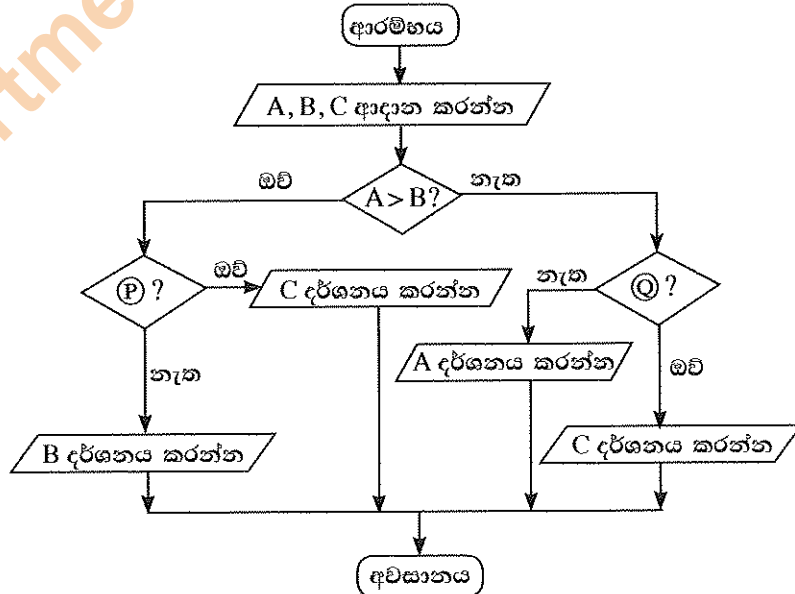 ආරම්භය
A, B, C ආදාන කරන්න
ඔව්
A > B?
නැත
Ⓟ ?
ඔව්
C දර්ශනය කරන්න
නැත
Ⓠ ?
A දර්ශනය කරන්න
නැත
ඔව්
B දර්ශනය කරන්න
C දර්ශනය කරන්න
අවසානය